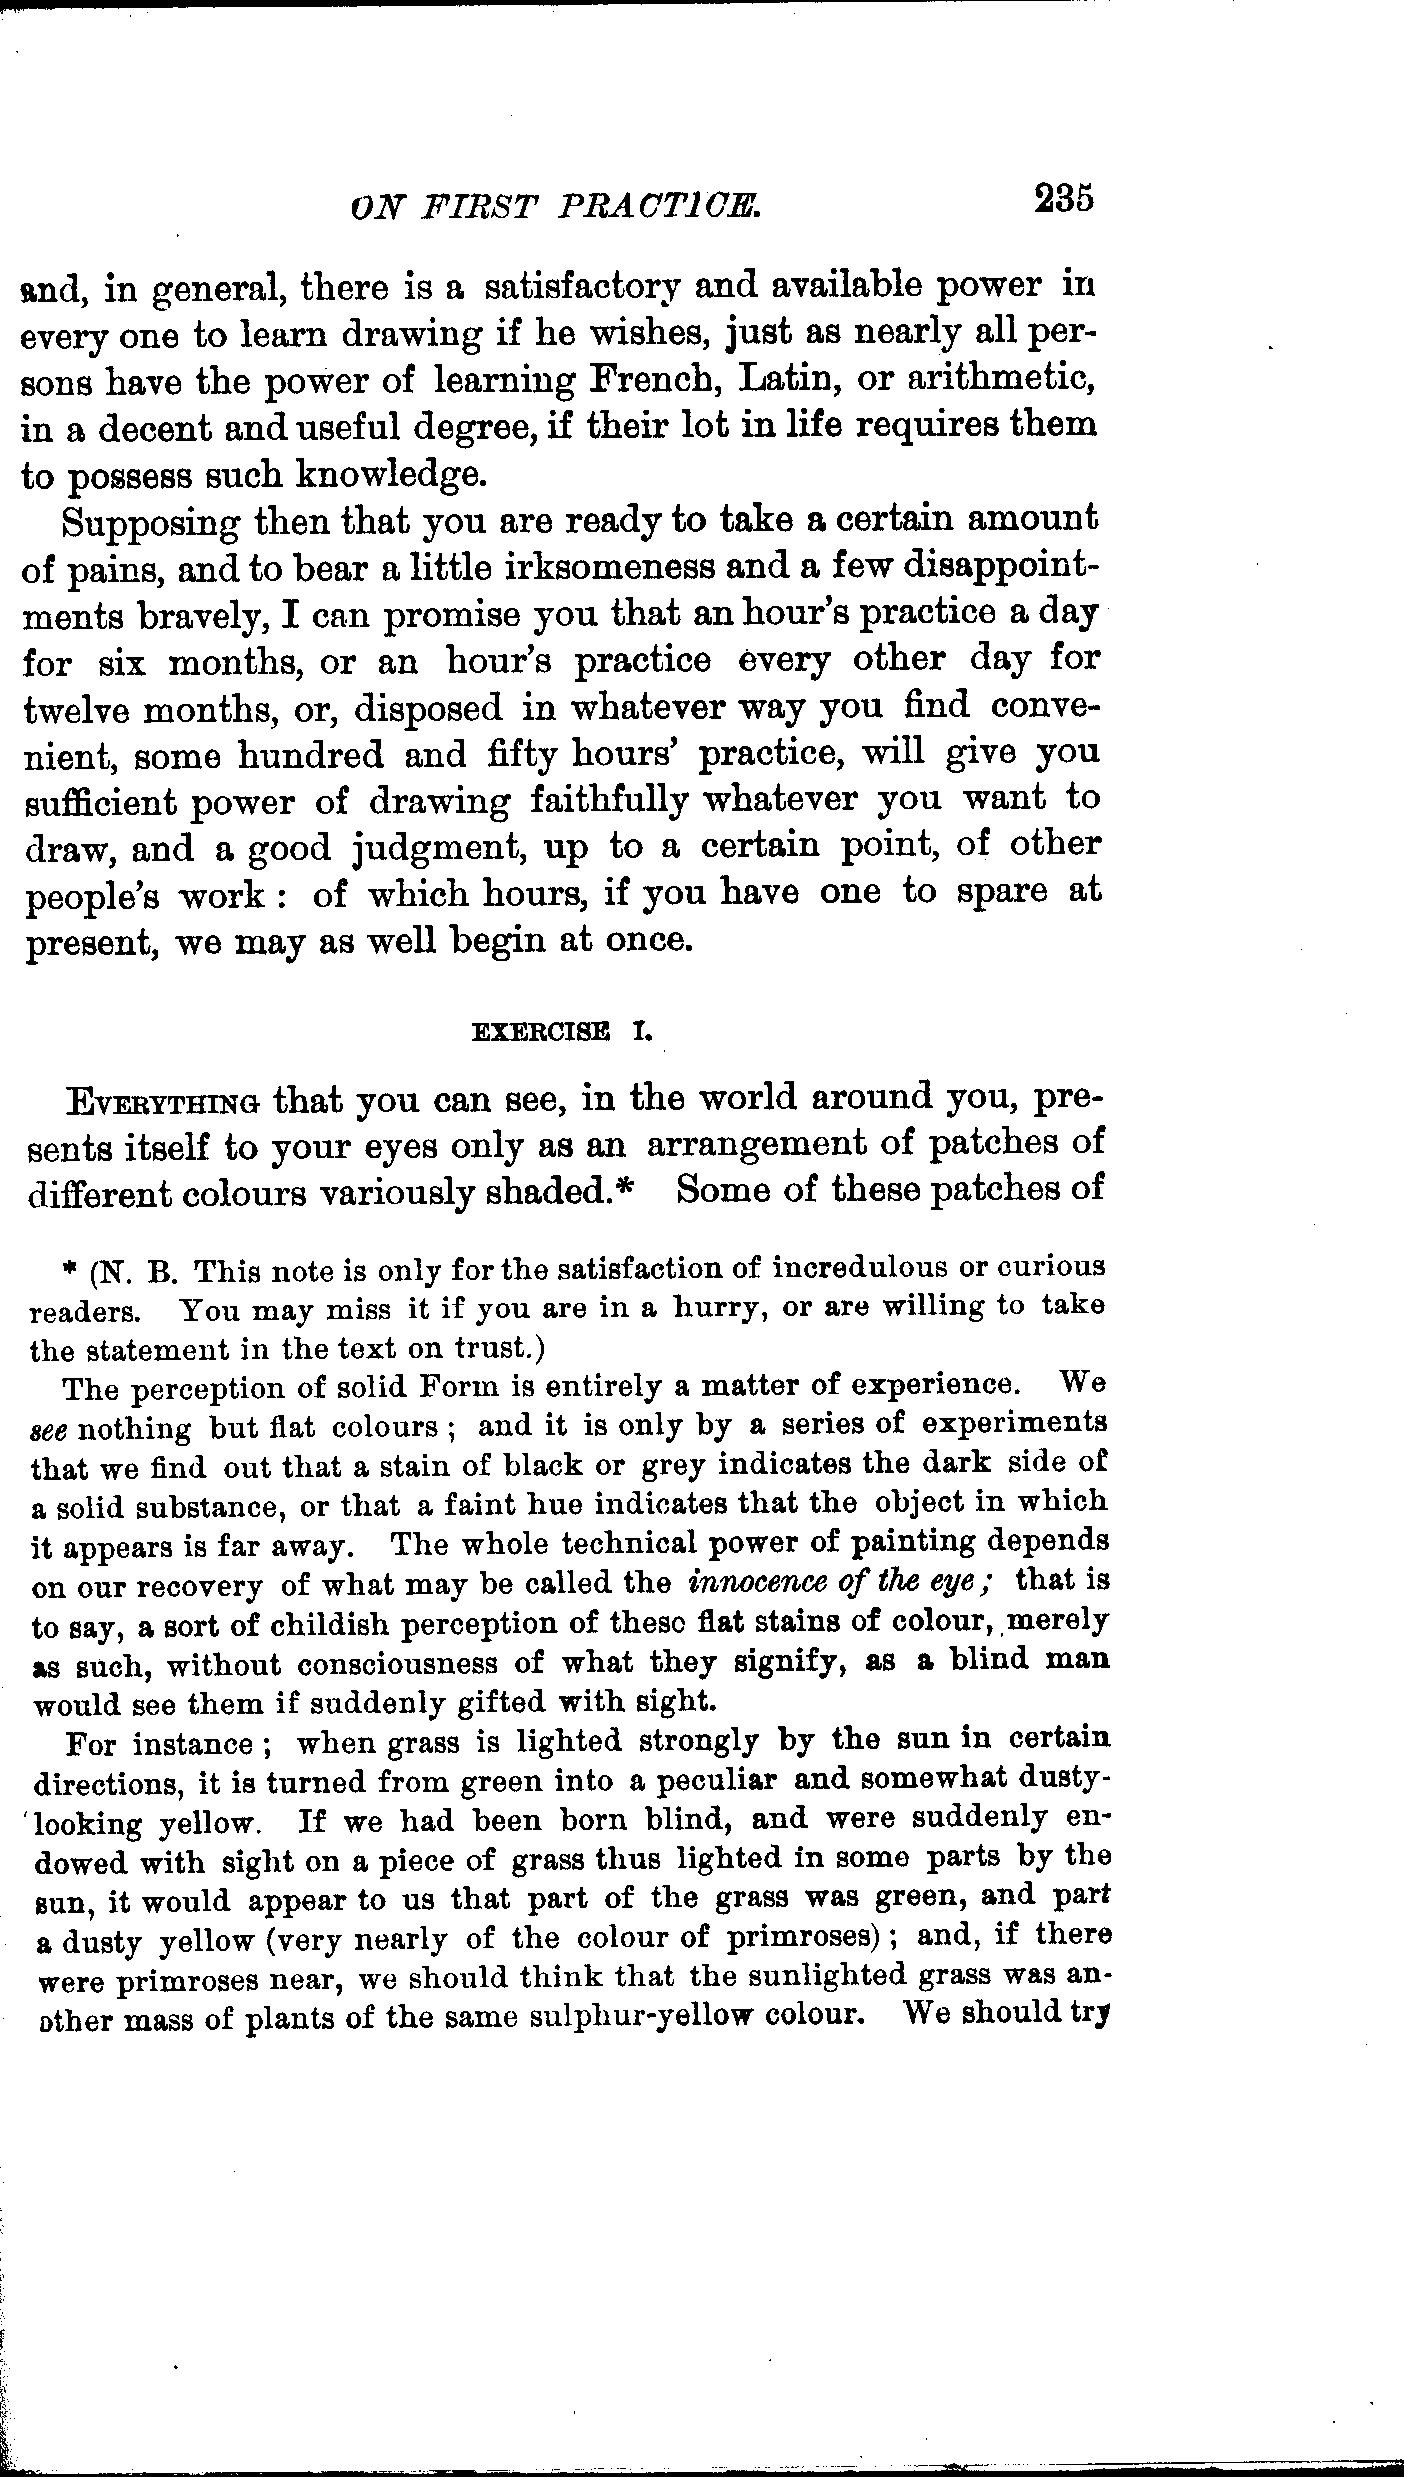 ON FIRST PRACTICE. 235
and, in general, there is a satisfactory and available power in
every one to learn drawing if he wishes, just as nearly all per-
sons have the power of learning French, Latin, or arithmetic,
in a decent and useful degree, if their lot in life requires them
to possess such knowledge.
Supposing then that you are ready to take a certain amount
of pains, and to bear a little irksomeness and a few disappoint-
ments bravely, I can promise you that an hour's practice a day
for six months, or an hour's practice every other day for
twelve months, or, disposed in whatever way you find conve-
nient, some hundred and fifty hours' practice, will give you
sufficient power of drawing faithfully whatever you want to
draw, and a good judgment, up to a certain point, of other
people's work : of which hours, if you have one to spare at
present, we may as well begin at once.
EXERCISE I.
EVERYTHING that you can see, in the world around you, pre-
sents itself to your eyes only as an arrangement of patches of
different colours variously shaded.* Some of these patches of
* (N. B. This note is only for the satisfaction of incredulous or curious
readers. You may miss it if you are in a hurry, or are willing to take
the statement in the text on trust.)
The perception of solid Form is entirely a matter of experience. We
see nothing but flat colours ; and it is only by a series of experiments
that we find out that a stain of black or grey indicates the dark side of
a solid substance, or that a faint hue indicates that the object in which
it appears is far away. The whole technical power of painting depends
on our recovery of what may be called the innocence of the eye ; that is
to say, a sort of childish perception of these flat stains of colour, merely
as such, without consciousness of what they signify, as a blind man
would see them if suddenly gifted with sight.
For instance ; when grass is lighted strongly by the sun in certain
directions, it is turned from green into a peculiar and somewhat dusty-
looking yellow. If we had been born blind, and were suddenly en-
dowed with sight on a piece of grass thus lighted in some parts by the
sun, it would appear to us that part of the grass was green, and part
a dusty yellow (very nearly of the colour of primroses) ; and, if there
were primroses near, we should think that the sunlighted grass was an-
other mass of plants of the same sulphur-yellow colour. We should try